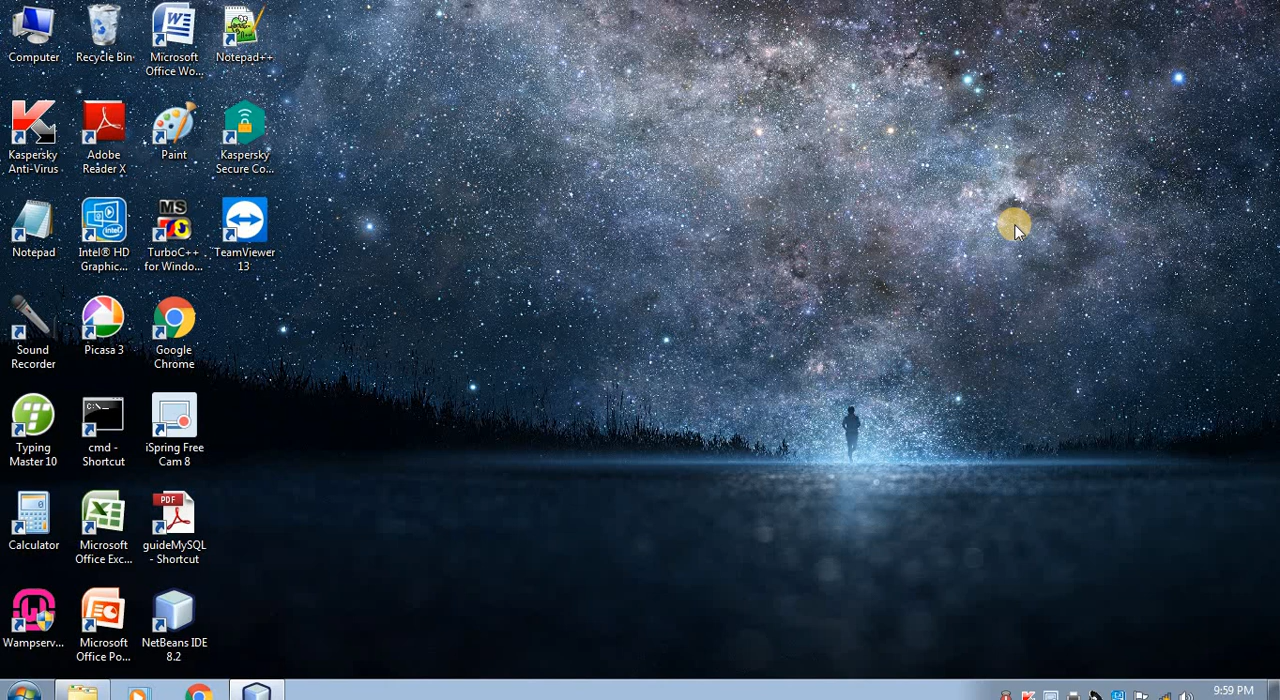 Computer
Recycle Bin
Microsoft
Office Wo...
Notepad++
Kaspersky
Anti-Virus
Adobe
Reader X
Paint
Kaspersky
Secure Co...
Notepad
Intel® HD
Graphic...
MS
TurboC++
for Windo...
TeamViewer
13
Sound
Recorder
Picasa 3
Google
Chrome
Typing
Master 10
C:\_
cmd -
Shortcut
iSpring Free
Cam 8
Calculator
Microsoft
Office Exc...
PDF
guideMySQL
- Shortcut
Wampserv...
Microsoft
Office Po...
NetBeans IDE
8.2
9:59 PM